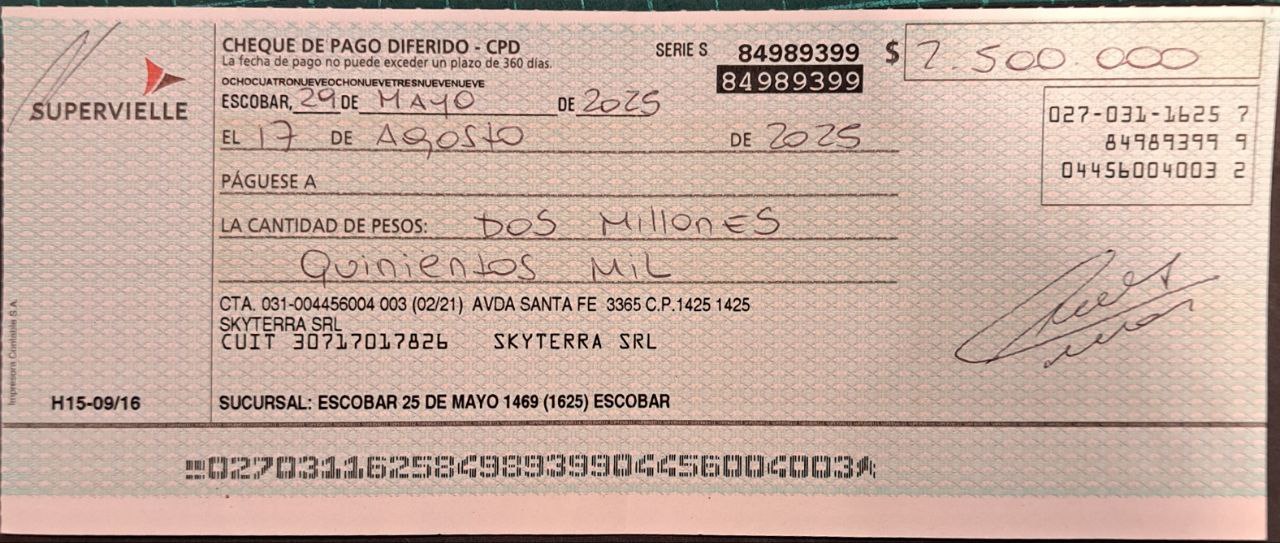 CHEQUE DE PAGO DIFERIDO - CPD
La fecha de pago no puede exceder un plazo de 360 días.
SERIE S 84989399
84989399
$ 2.500.000
OCHOCUATRONUEVEOCHONUEVETRESNUEVENUEVE
SUPERVIELLE
ESCOBAR, 29 DE MAYO DE 2025
EL 17 DE AGOSTO DE 2025
027-031-1625 7
84989399 9
04456004003 2
PÁGUESE A
LA CANTIDAD DE PESOS: DOS MillonES
Quinientos MIL
CTA. 031-004456004 003 (02/21) AVDA SANTA FE 3365 C.P.1425 1425
SKYTERRA SRL
CUIT 30717017826 SKYTERRA SRL
Impresora Contable S.A
H15-09/16
SUCURSAL: ESCOBAR 25 DE MAYO 1469 (1625) ESCOBAR
02703116258498939904456004003